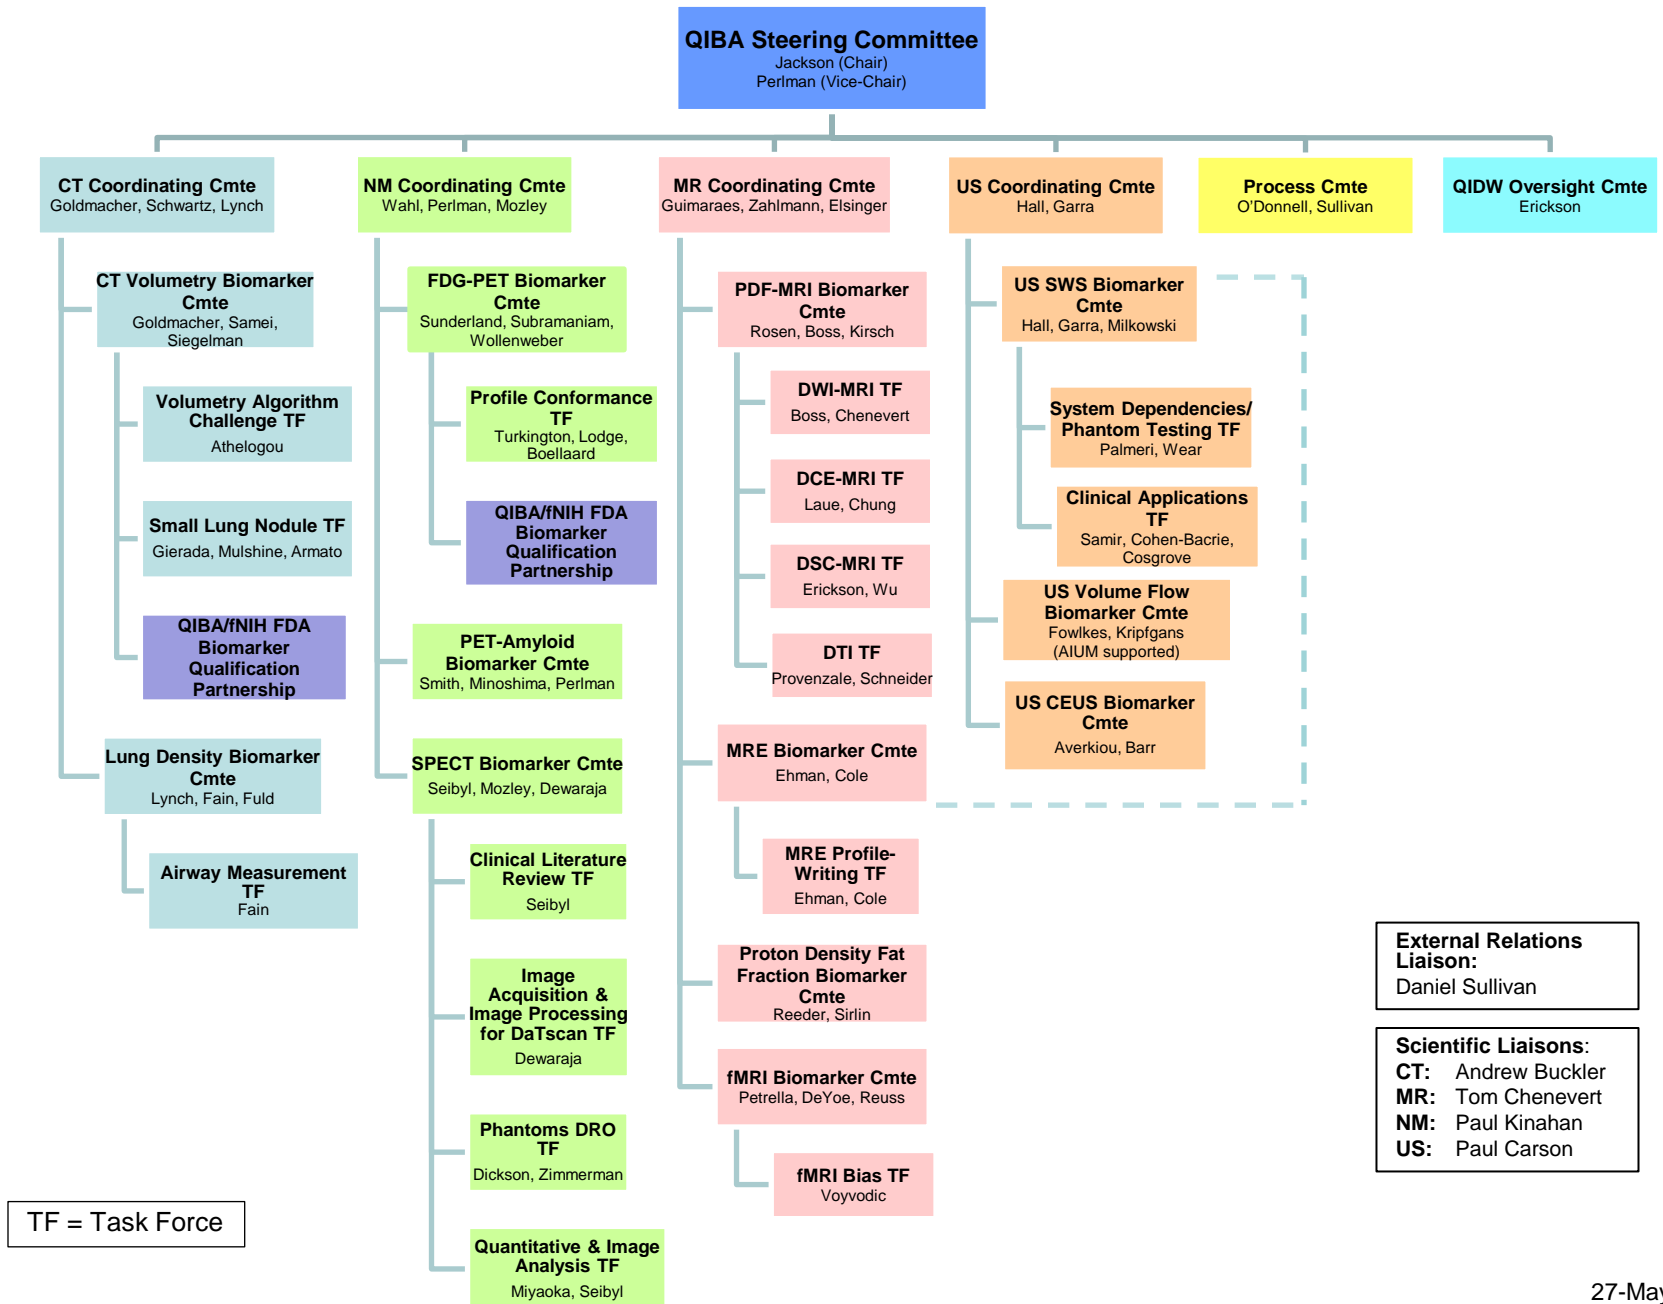 QIBA Steering Committee
Jackson (Chair)
Perlman (Vice-Chair)
CT Coordinating Cmte
Goldmacher, Schwartz, Lynch
NM Coordinating Cmte
Wahl, Perlman, Mozley
MR Coordinating Cmte
Guimaraes, Zahlmann, Elsinger
US Coordinating Cmte
Hall, Garra
Process Cmte
O'Donnell, Sullivan
QIDW Oversight Cmte
Erickson
CT Volumetry Biomarker
Cmte
Goldmacher, Samei,
Siegelman
Volumetry Algorithm
Challenge TF
Athelogou
Small Lung Nodule TF
Gierada, Mulshine, Armato
QIBA/fNIH FDA
Biomarker
Qualification
Partnership
Lung Density Biomarker
Cmte
Lynch, Fain, Fuld
Airway Measurement
TF
Fain
FDG-PET Biomarker
Cmte
Sunderland, Subramaniam,
Wollenweber
Profile Conformance
TF
Turkington, Lodge,
Boellaard
QIBA/fNIH FDA
Biomarker
Qualification
Partnership
PET-Amyloid
Biomarker Cmte
Smith, Minoshima, Perlman
SPECT Biomarker Cmte
Seibyl, Mozley, Dewaraja
Clinical Literature
Review TF
Seibyl
Image
Acquisition &
Image Processing
for DaTscan TF
Dewaraja
Phantoms DRO
TF
Dickson, Zimmerman
Quantitative & Image
Analysis TF
Miyaoka, Seibyl
PDF-MRI Biomarker
Cmte
Rosen, Boss, Kirsch
DWI-MRI TF
Boss, Chenevert
DCE-MRI TF
Laue, Chung
DSC-MRI TF
Erickson, Wu
DTI TF
Provenzale, Schneider
MRE Biomarker Cmte
Ehman, Cole
MRE Profile-
Writing TF
Ehman, Cole
Proton Density Fat
Fraction Biomarker
Cmte
Reeder, Sirlin
fMRI Biomarker Cmte
Petrella, DeYoe, Reuss
fMRI Bias TF
Voyvodic
US SWS Biomarker
Cmte
Hall, Garra, Milkowski
System Dependencies/
Phantom Testing TF
Palmeri, Wear
Clinical Applications
TF
Samir, Cohen-Bacrie,
Cosgrove
US Volume Flow
Biomarker Cmte
Fowlkes, Kripfgans
(AIUM supported)
US CEUS Biomarker
Cmte
Averkiou, Barr
External Relations
Liaison:
Daniel Sullivan
Scientific Liaisons:
CT: Andrew Buckler
MR: Tom Chenevert
NM: Paul Kinahan
US: Paul Carson
TF = Task Force
27-May